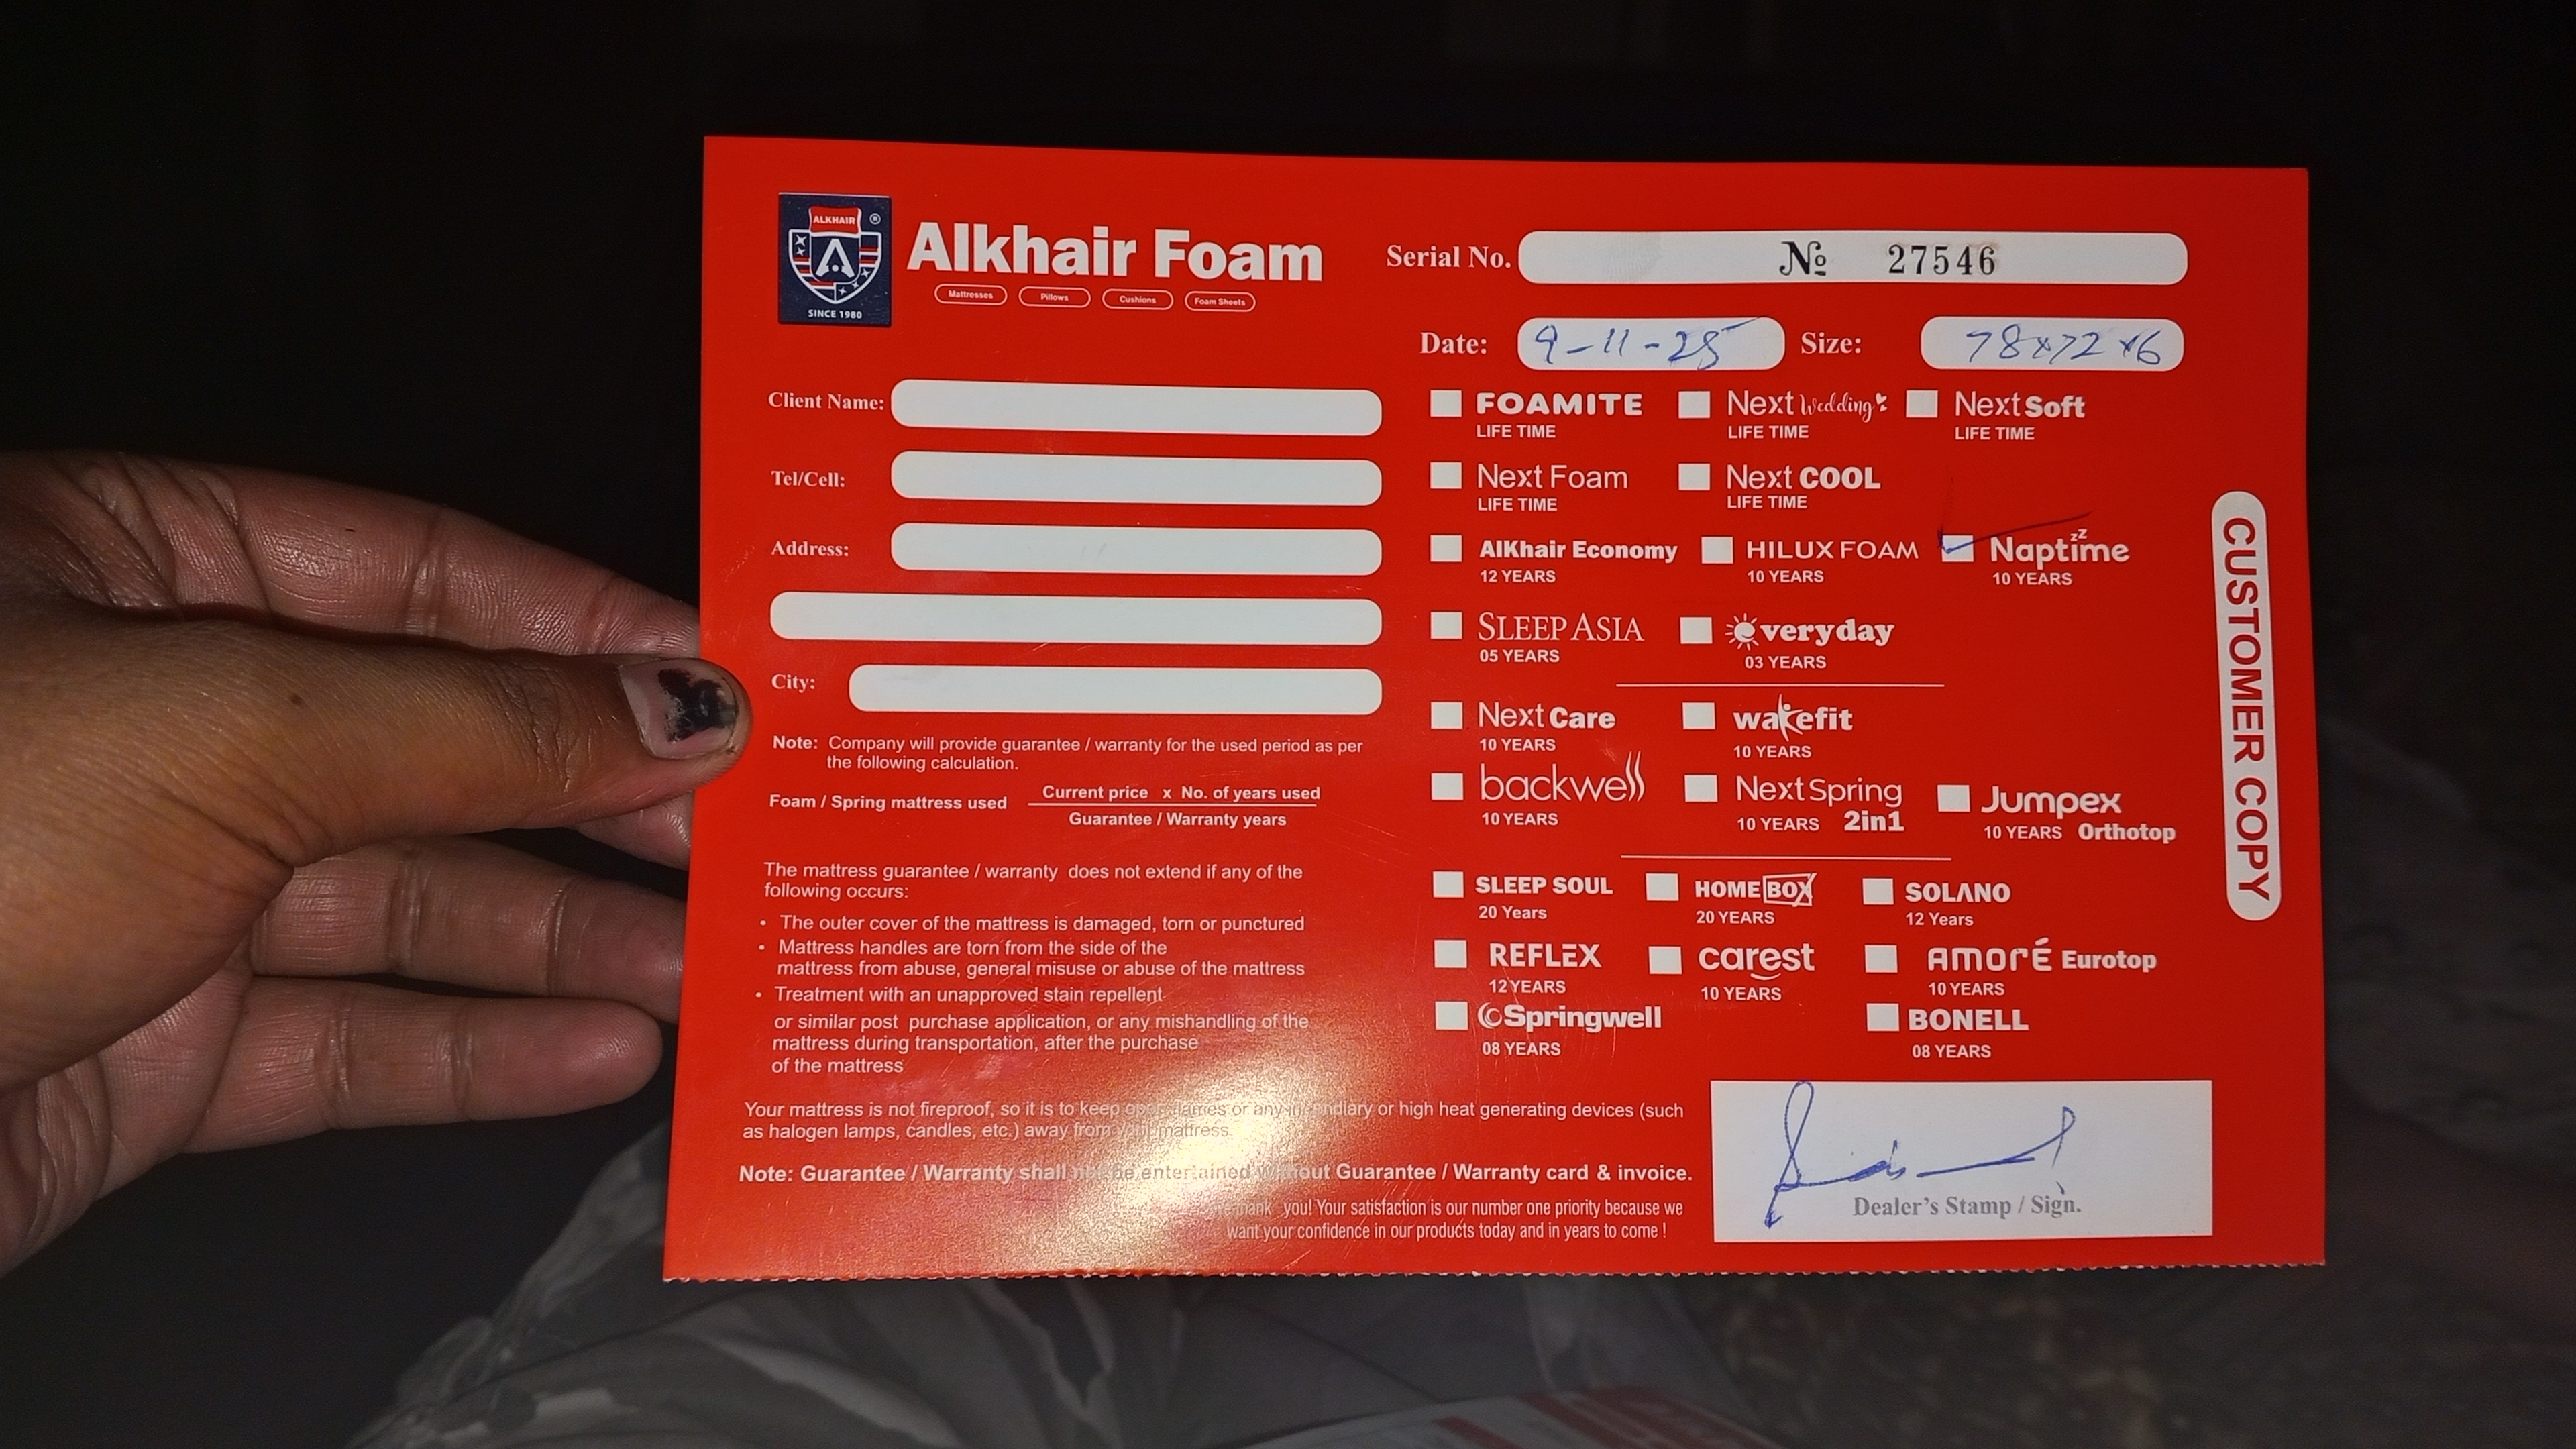 ALKHAIR ®
SINCE 1980
Alkhair Foam
Mattresses Pillows Cushions Foam Sheets
Serial No. № 27546
Date: 9-11-25 Size: 78x72x6
Client Name:
Tel/Cell:
Address:
City:
Note: Company will provide guarantee / warranty for the used period as per
the following calculation.
Foam / Spring mattress used Current price x No. of years used
Guarantee / Warranty years
The mattress guarantee / warranty does not extend if any of the
following occurs:
• The outer cover of the mattress is damaged, torn or punctured
• Mattress handles are torn from the side of the
mattress from abuse, general misuse or abuse of the mattress
• Treatment with an unapproved stain repellent
or similar post purchase application, or any mishandling of the
mattress during transportation, after the purchase
of the mattress
FOAMITE Next Wedding Next Soft
LIFE TIME LIFE TIME LIFE TIME
Next Foam Next COOL
LIFE TIME LIFE TIME
AlKhair Economy HILUX FOAM Naptime zz
12 YEARS 10 YEARS 10 YEARS
SLEEP ASIA everyday
05 YEARS 03 YEARS
Next Care wakefit
10 YEARS 10 YEARS
backwell Next Spring Jumpex
10 YEARS 10 YEARS 2in1 10 YEARS Orthotop
SLEEP SOUL HOME BOX SOLANO
20 Years 20 YEARS 12 Years
REFLEX carest AMORÉ Eurotop
12 YEARS 10 YEARS 10 YEARS
Springwell BONELL
08 YEARS 08 YEARS
CUSTOMER COPY
Your mattress is not fireproof, so it is to keep open flames or any incendiary or high heat generating devices (such
as halogen lamps, candles, etc.) away from your mattress
Note: Guarantee / Warranty shall not be entertained without Guarantee / Warranty card & invoice.
Thank you! Your satisfaction is our number one priority because we
want your confidence in our products today and in years to come !
Dealer's Stamp / Sign.